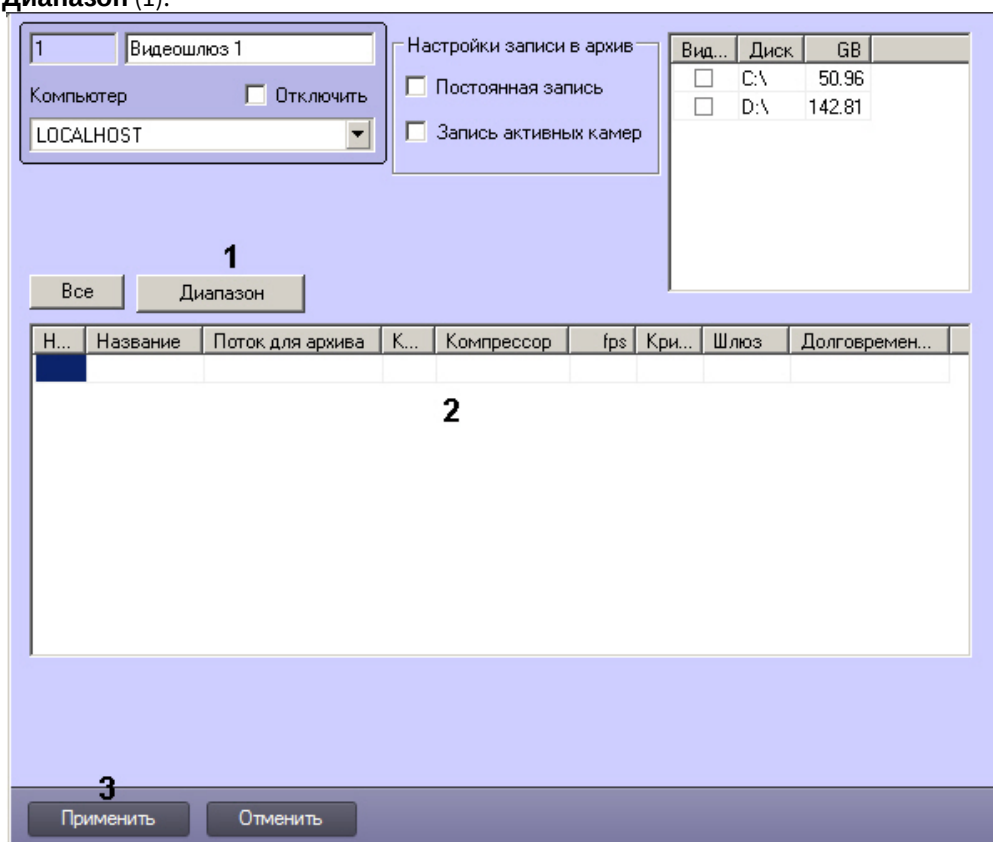 Диапазон (1).
1 Видеошлюз 1
Компьютер Отключить
LOCALHOST
Настройки записи в архив
Постоянная запись
Запись активных камер
Вид... Диск GB
C:\ 50.96
D:\ 142.81
1
Все Диапазон
Н... Название Поток для архива К... Компрессор fps Кри... Шлюз Долговремен...
2
3
Применить Отменить